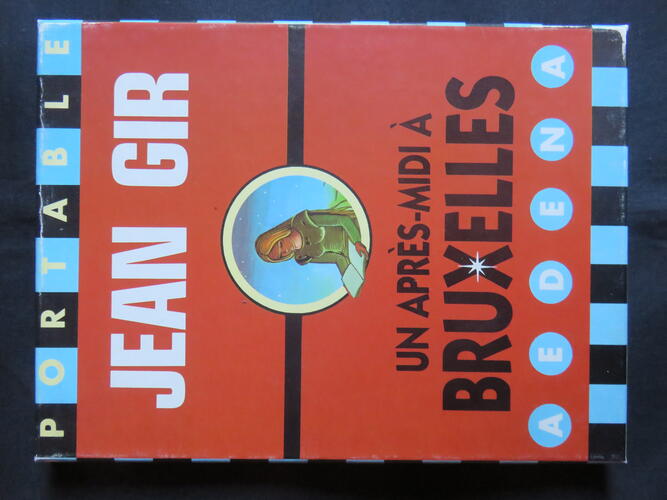 PORTABLE
JEAN GIR
UN APRÈS-MIDI À
BRUXELLES
AEDENA